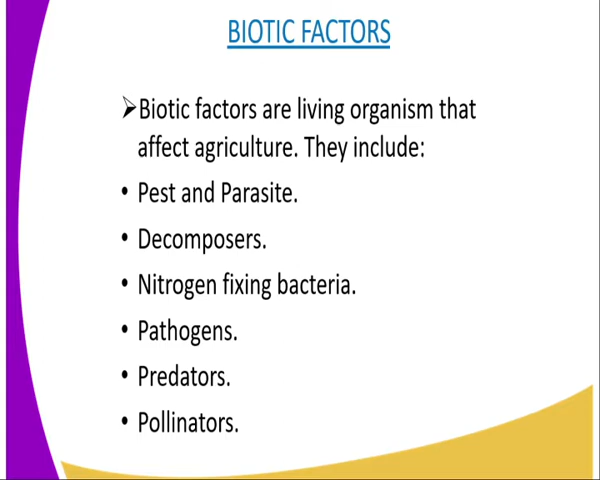 BIOTIC FACTORS
➢Biotic factors are living organism that
affect agriculture. They include:
• Pest and Parasite.
• Decomposers.
• Nitrogen fixing bacteria.
• Pathogens.
• Predators.
• Pollinators.